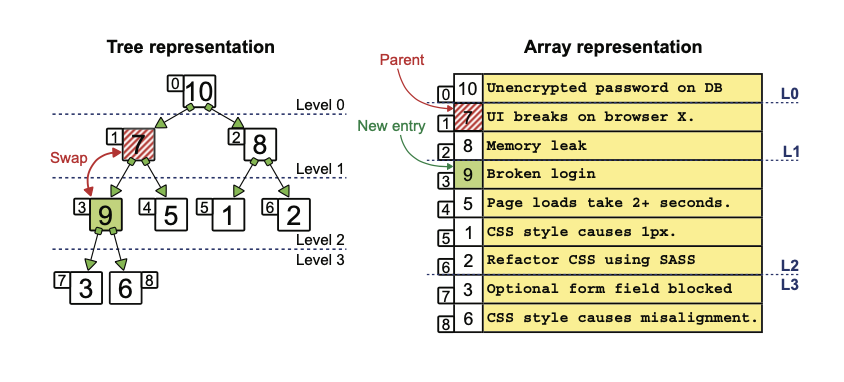 Tree representation
0 10
Level 0
1 7
2 8
Swap
Level 1
3 9
4 5
5 1
6 2
Level 2
Level 3
7 3
6 8
Array representation
Parent
New entry
0 10 Unencrypted password on DB
L0
1 7 UI breaks on browser X.
2 8 Memory leak
L1
3 9 Broken login
4 5 Page loads take 2+ seconds.
5 1 CSS style causes 1px.
6 2 Refactor CSS using SASS
L2
L3
7 3 Optional form field blocked
8 6 CSS style causes misalignment.